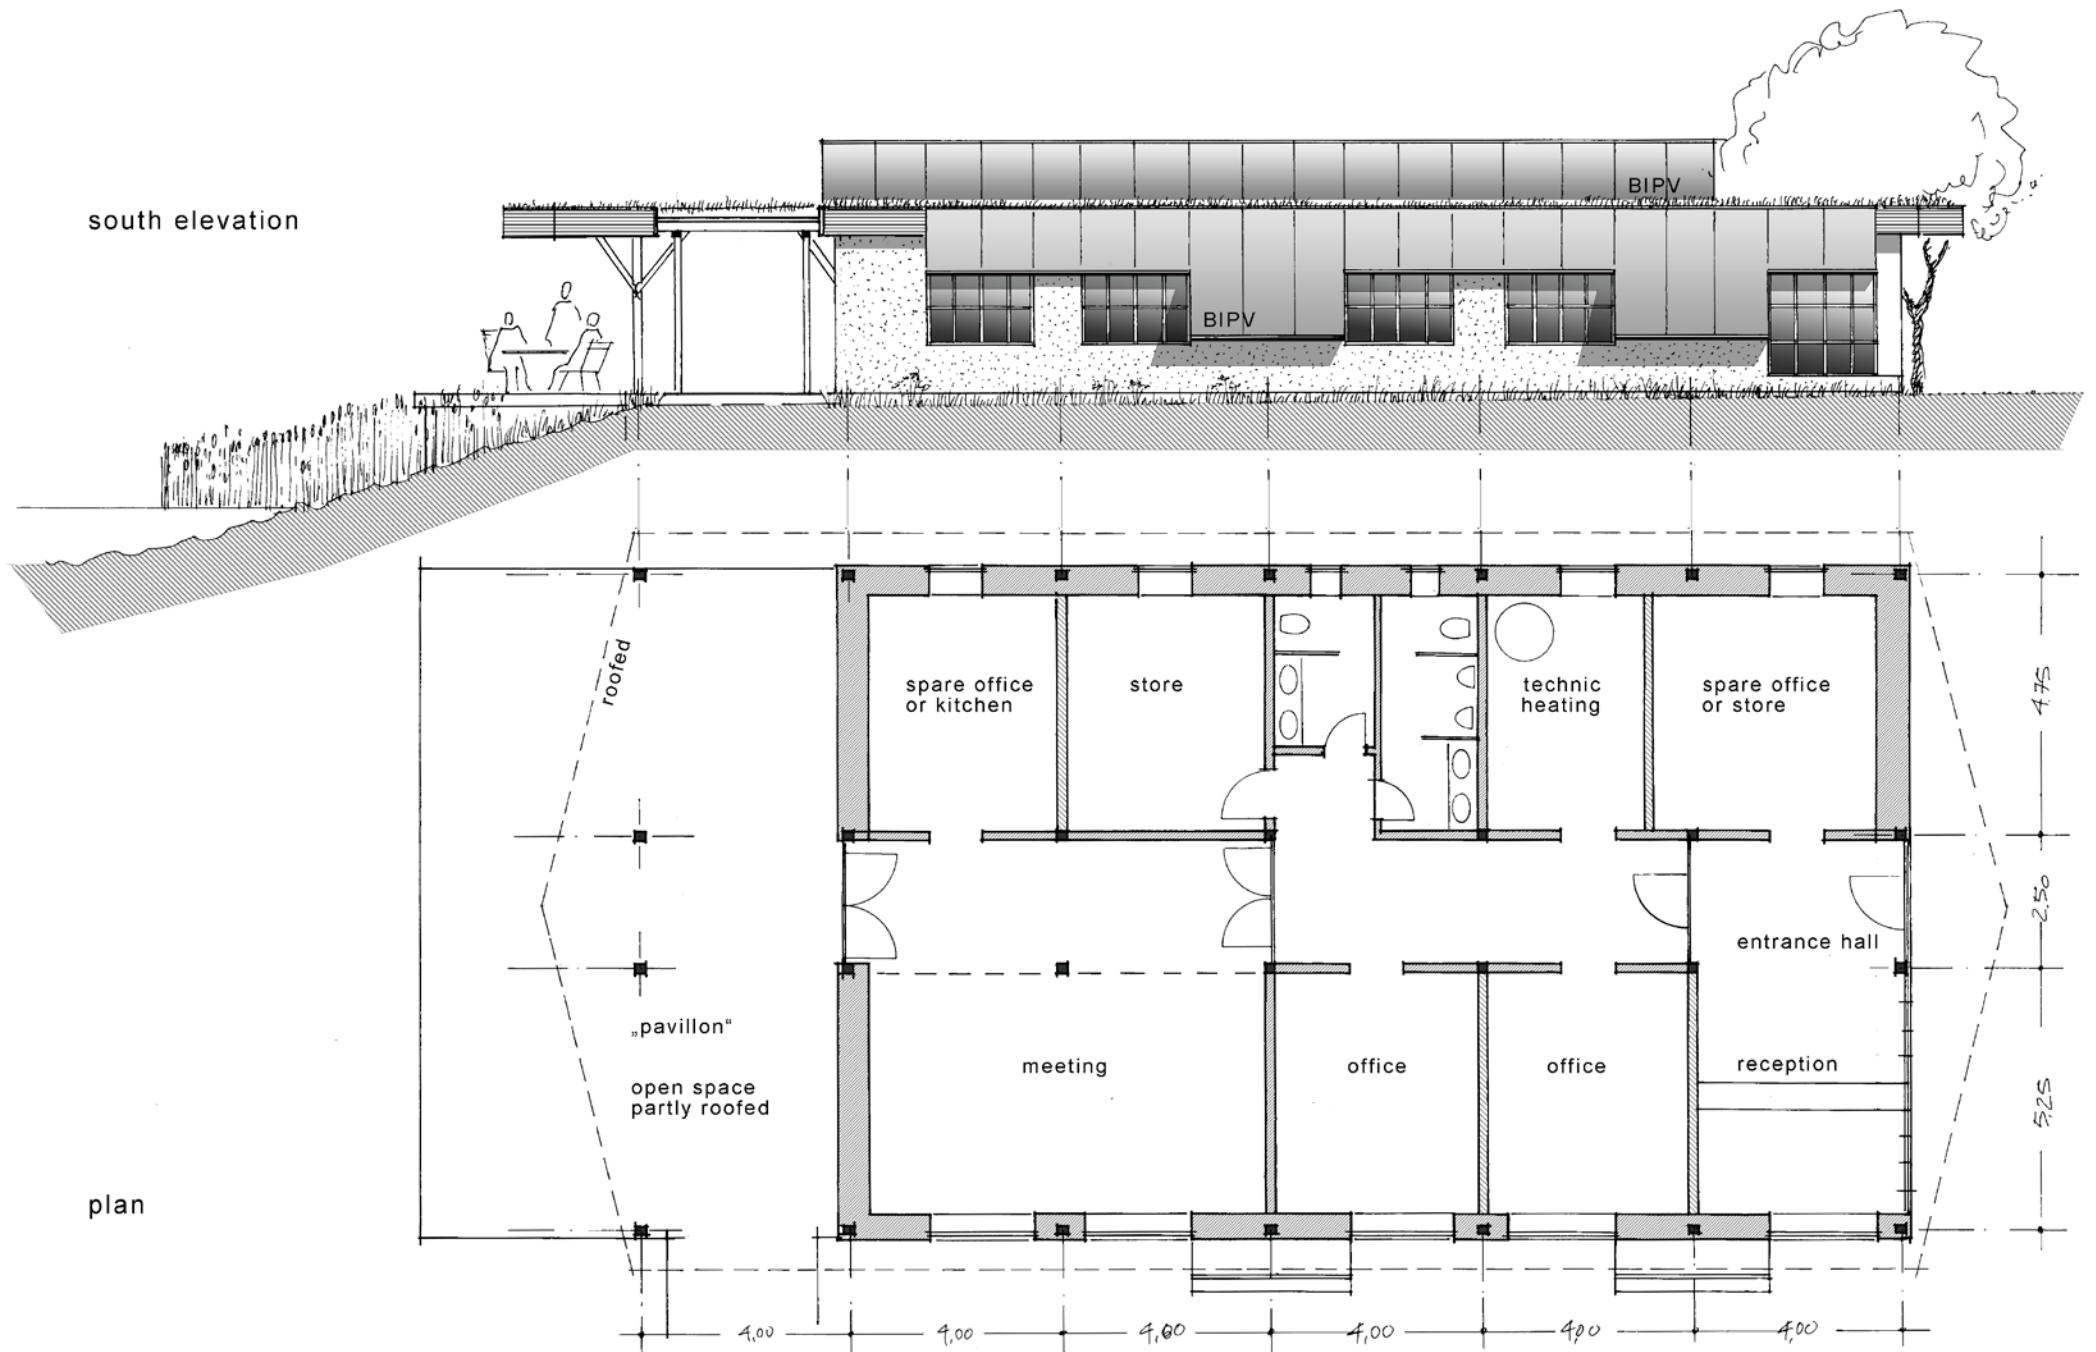 BIPV
south elevation
BIPV
roofed
spare office
or kitchen
store
technic
heating
spare office
or store
4.75
2.50
entrance hall
„pavillon“
meeting
office
office
reception
open space
partly roofed
5.25
plan
4,00
4,00
4,00
4,00
4,00
4,00